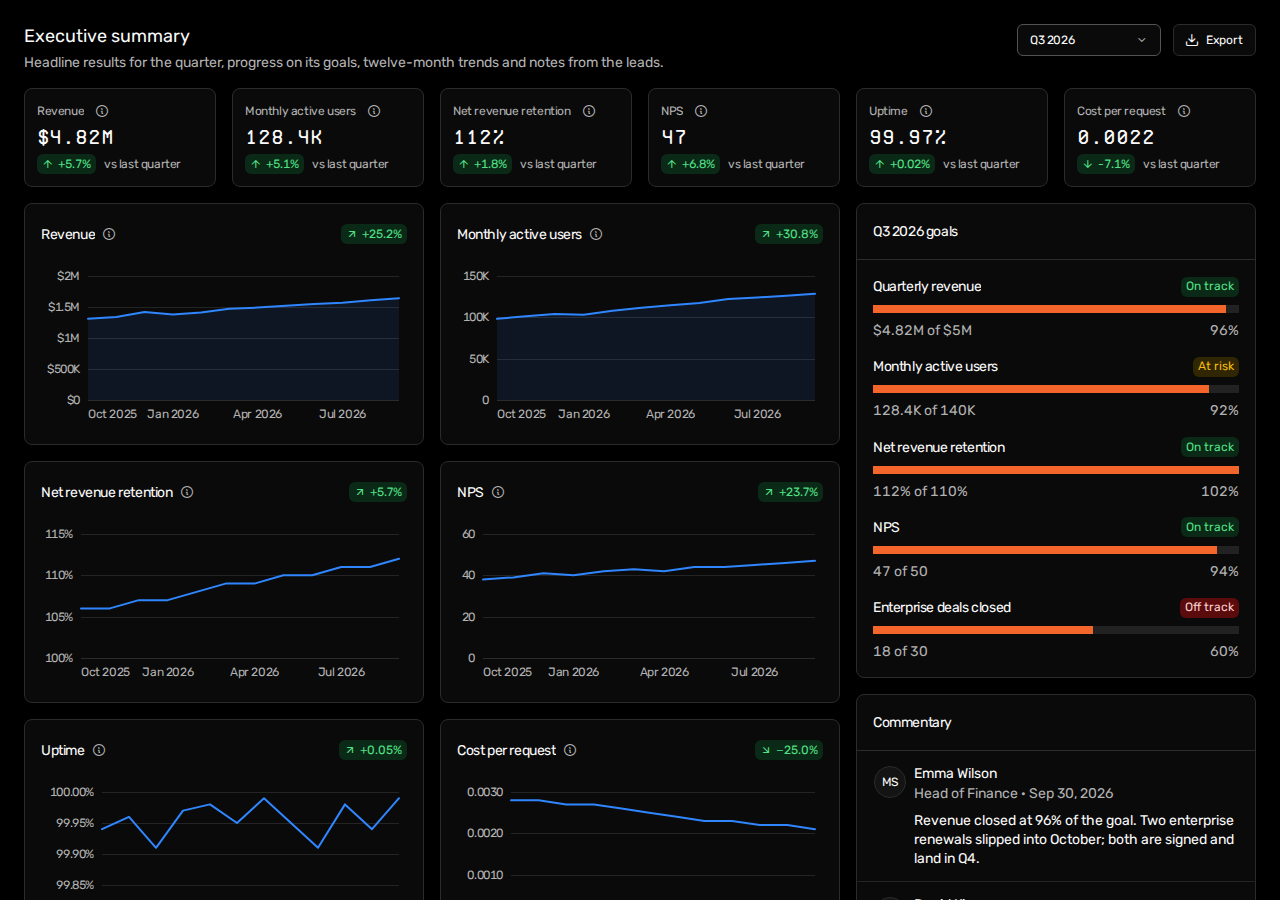 Executive summary
Headline results for the quarter, progress on its goals, twelve-month trends and notes from the leads.
Q3 2026
Export
Revenue
$4.82M
+5.7% vs last quarter
Monthly active users
128.4K
+5.1% vs last quarter
Net revenue retention
112%
+1.8% vs last quarter
NPS
47
+6.8% vs last quarter
Uptime
99.97%
+0.02% vs last quarter
Cost per request
0.0022
-7.1% vs last quarter
Revenue
+25.2%
$2M
$1.5M
$1M
$500K
$0
Oct 2025 Jan 2026 Apr 2026 Jul 2026
Monthly active users
+30.8%
150K
100K
50K
0
Oct 2025 Jan 2026 Apr 2026 Jul 2026
Net revenue retention
+5.7%
115%
110%
105%
100%
Oct 2025 Jan 2026 Apr 2026 Jul 2026
NPS
+23.7%
60
40
20
0
Oct 2025 Jan 2026 Apr 2026 Jul 2026
Uptime
+0.05%
100.00%
99.95%
99.90%
99.85%
Cost per request
−25.0%
0.0030
0.0020
0.0010
Q3 2026 goals
Quarterly revenue On track
$4.82M of $5M 96%
Monthly active users At risk
128.4K of 140K 92%
Net revenue retention On track
112% of 110% 102%
NPS On track
47 of 50 94%
Enterprise deals closed Off track
18 of 30 60%
Commentary
MS
Emma Wilson
Head of Finance • Sep 30, 2026
Revenue closed at 96% of the goal. Two enterprise
renewals slipped into October; both are signed and
land in Q4.